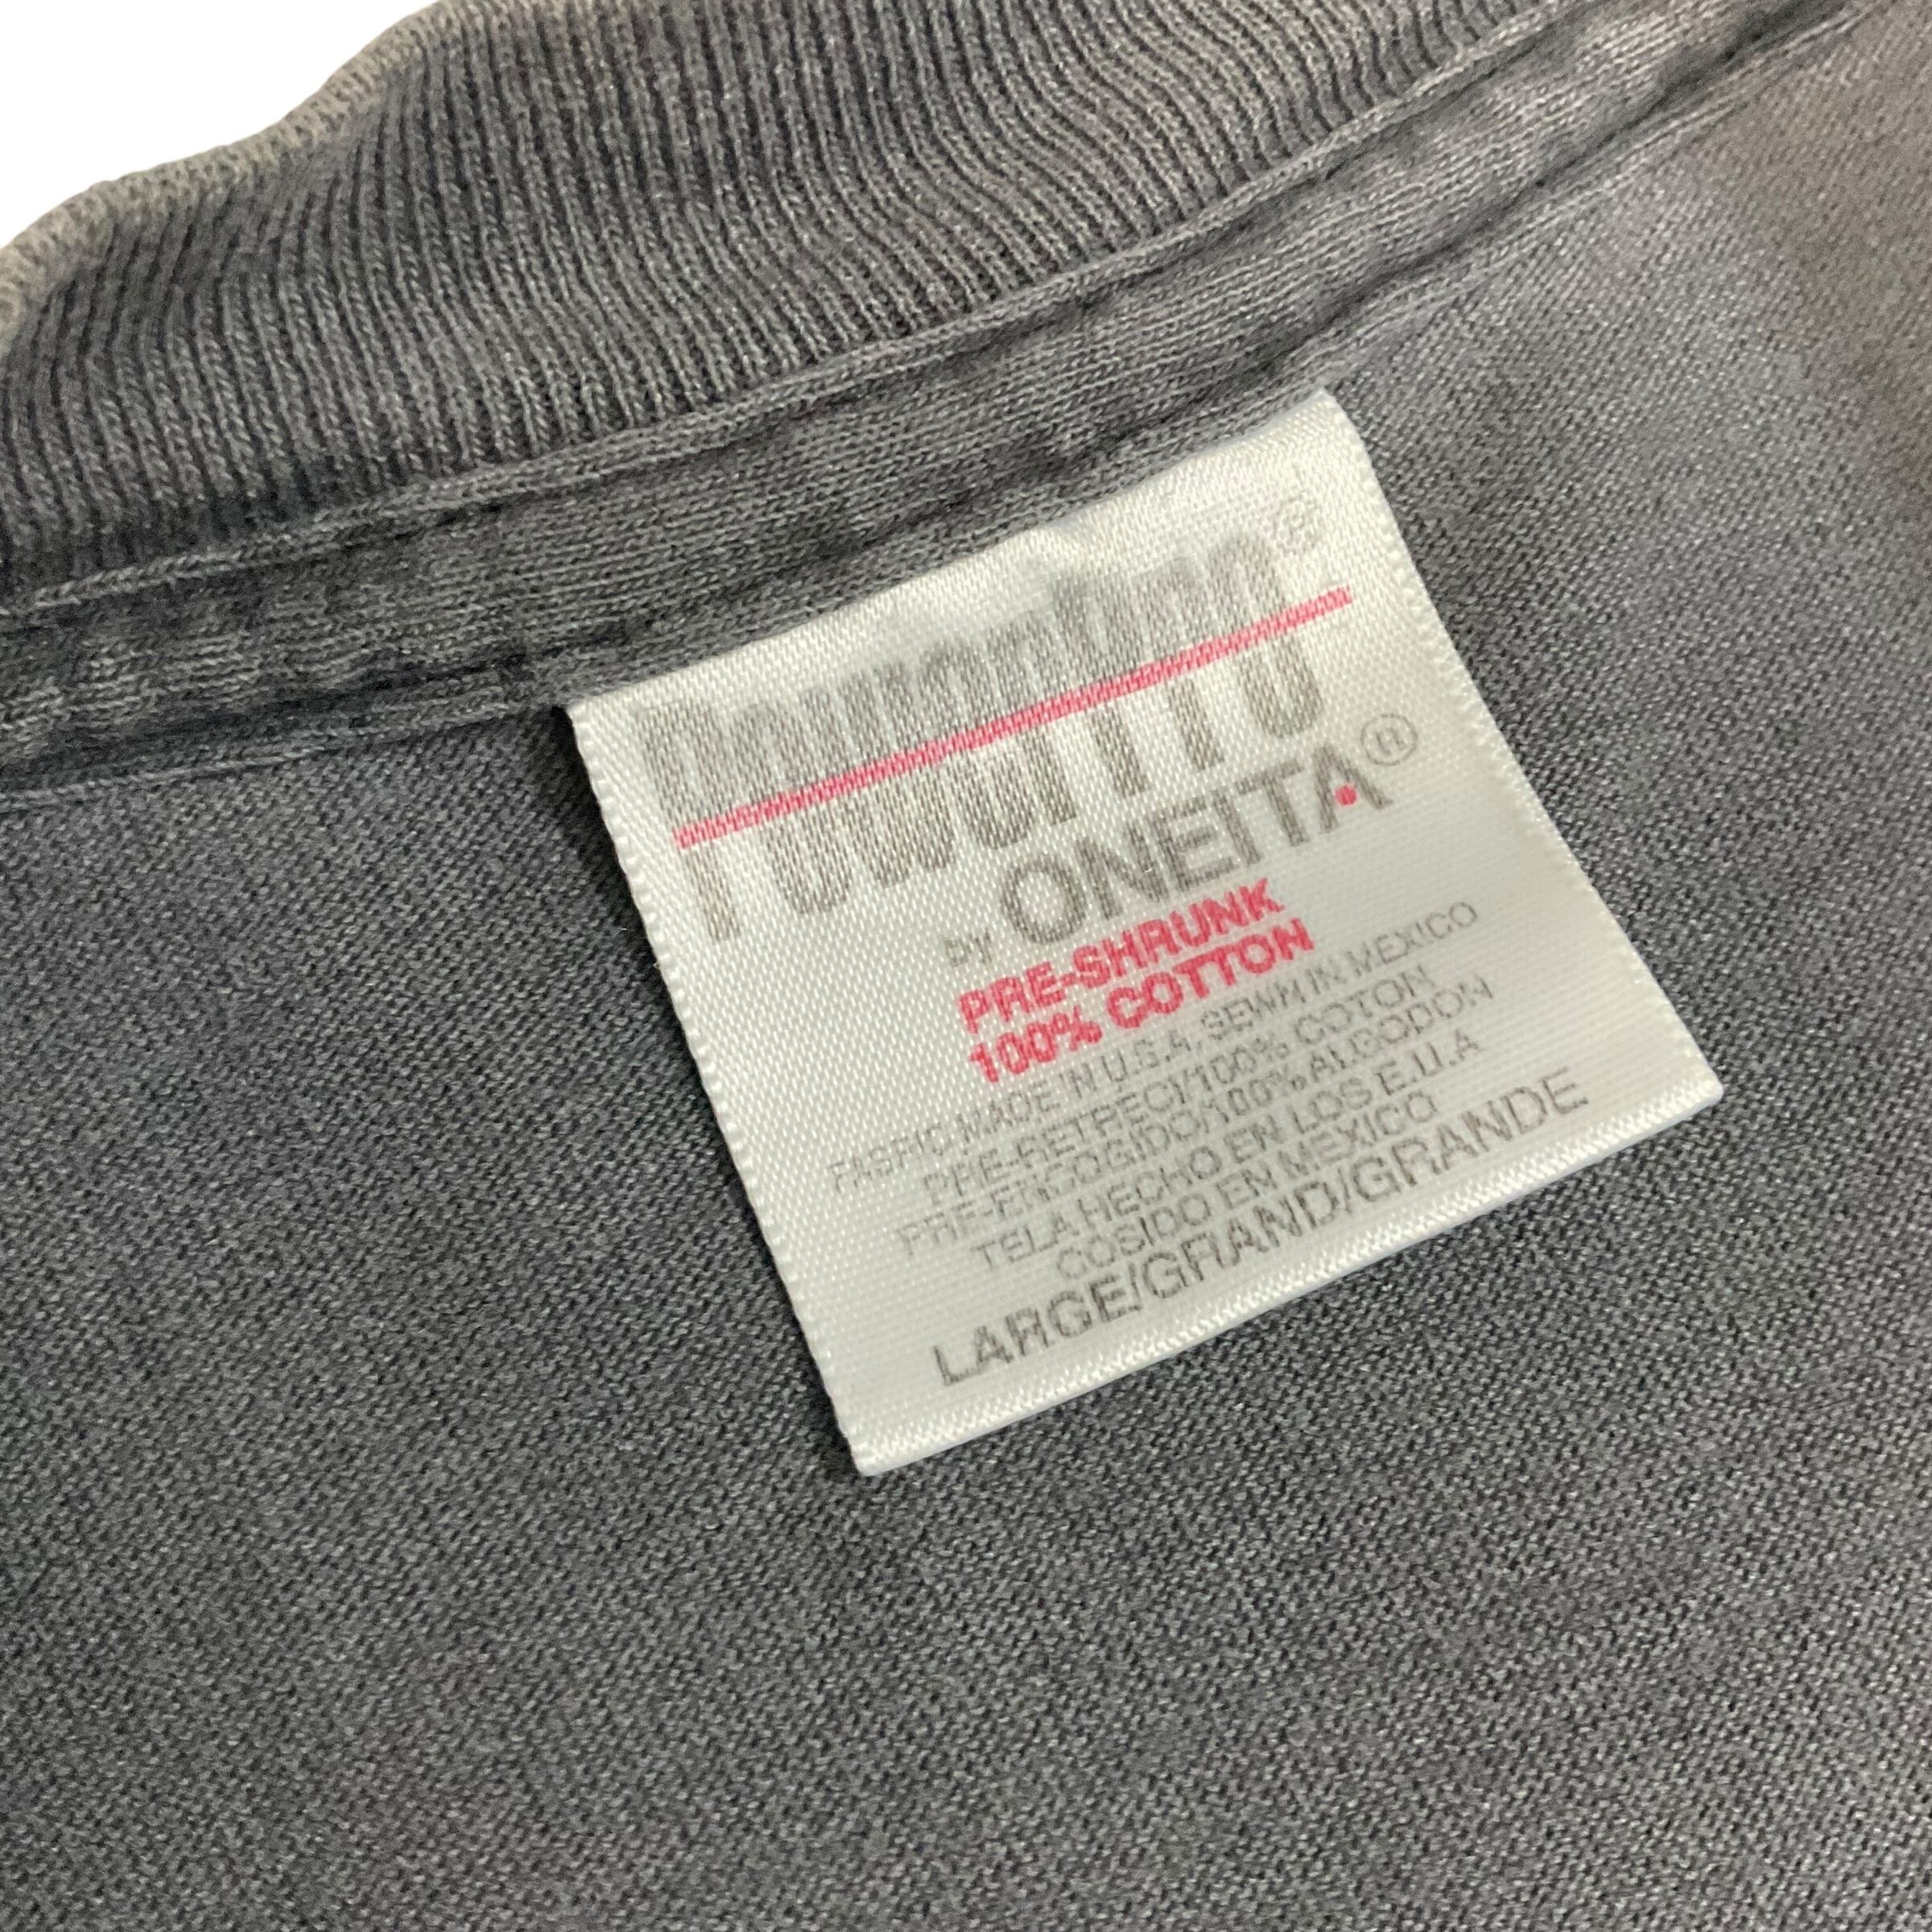 PowerTEE®
by ONEITA®
PRE-SHRUNK
100% COTTON
FABRIC MADE IN U.S.A, SEWN IN MEXICO
PRE-RETRECI/100% COTON
PRE-ENCOGIDO/100% ALGODON
TELA HECHO EN LOS E.U.A
COSIDO EN MEXICO
LARGE/GRAND/GRANDE